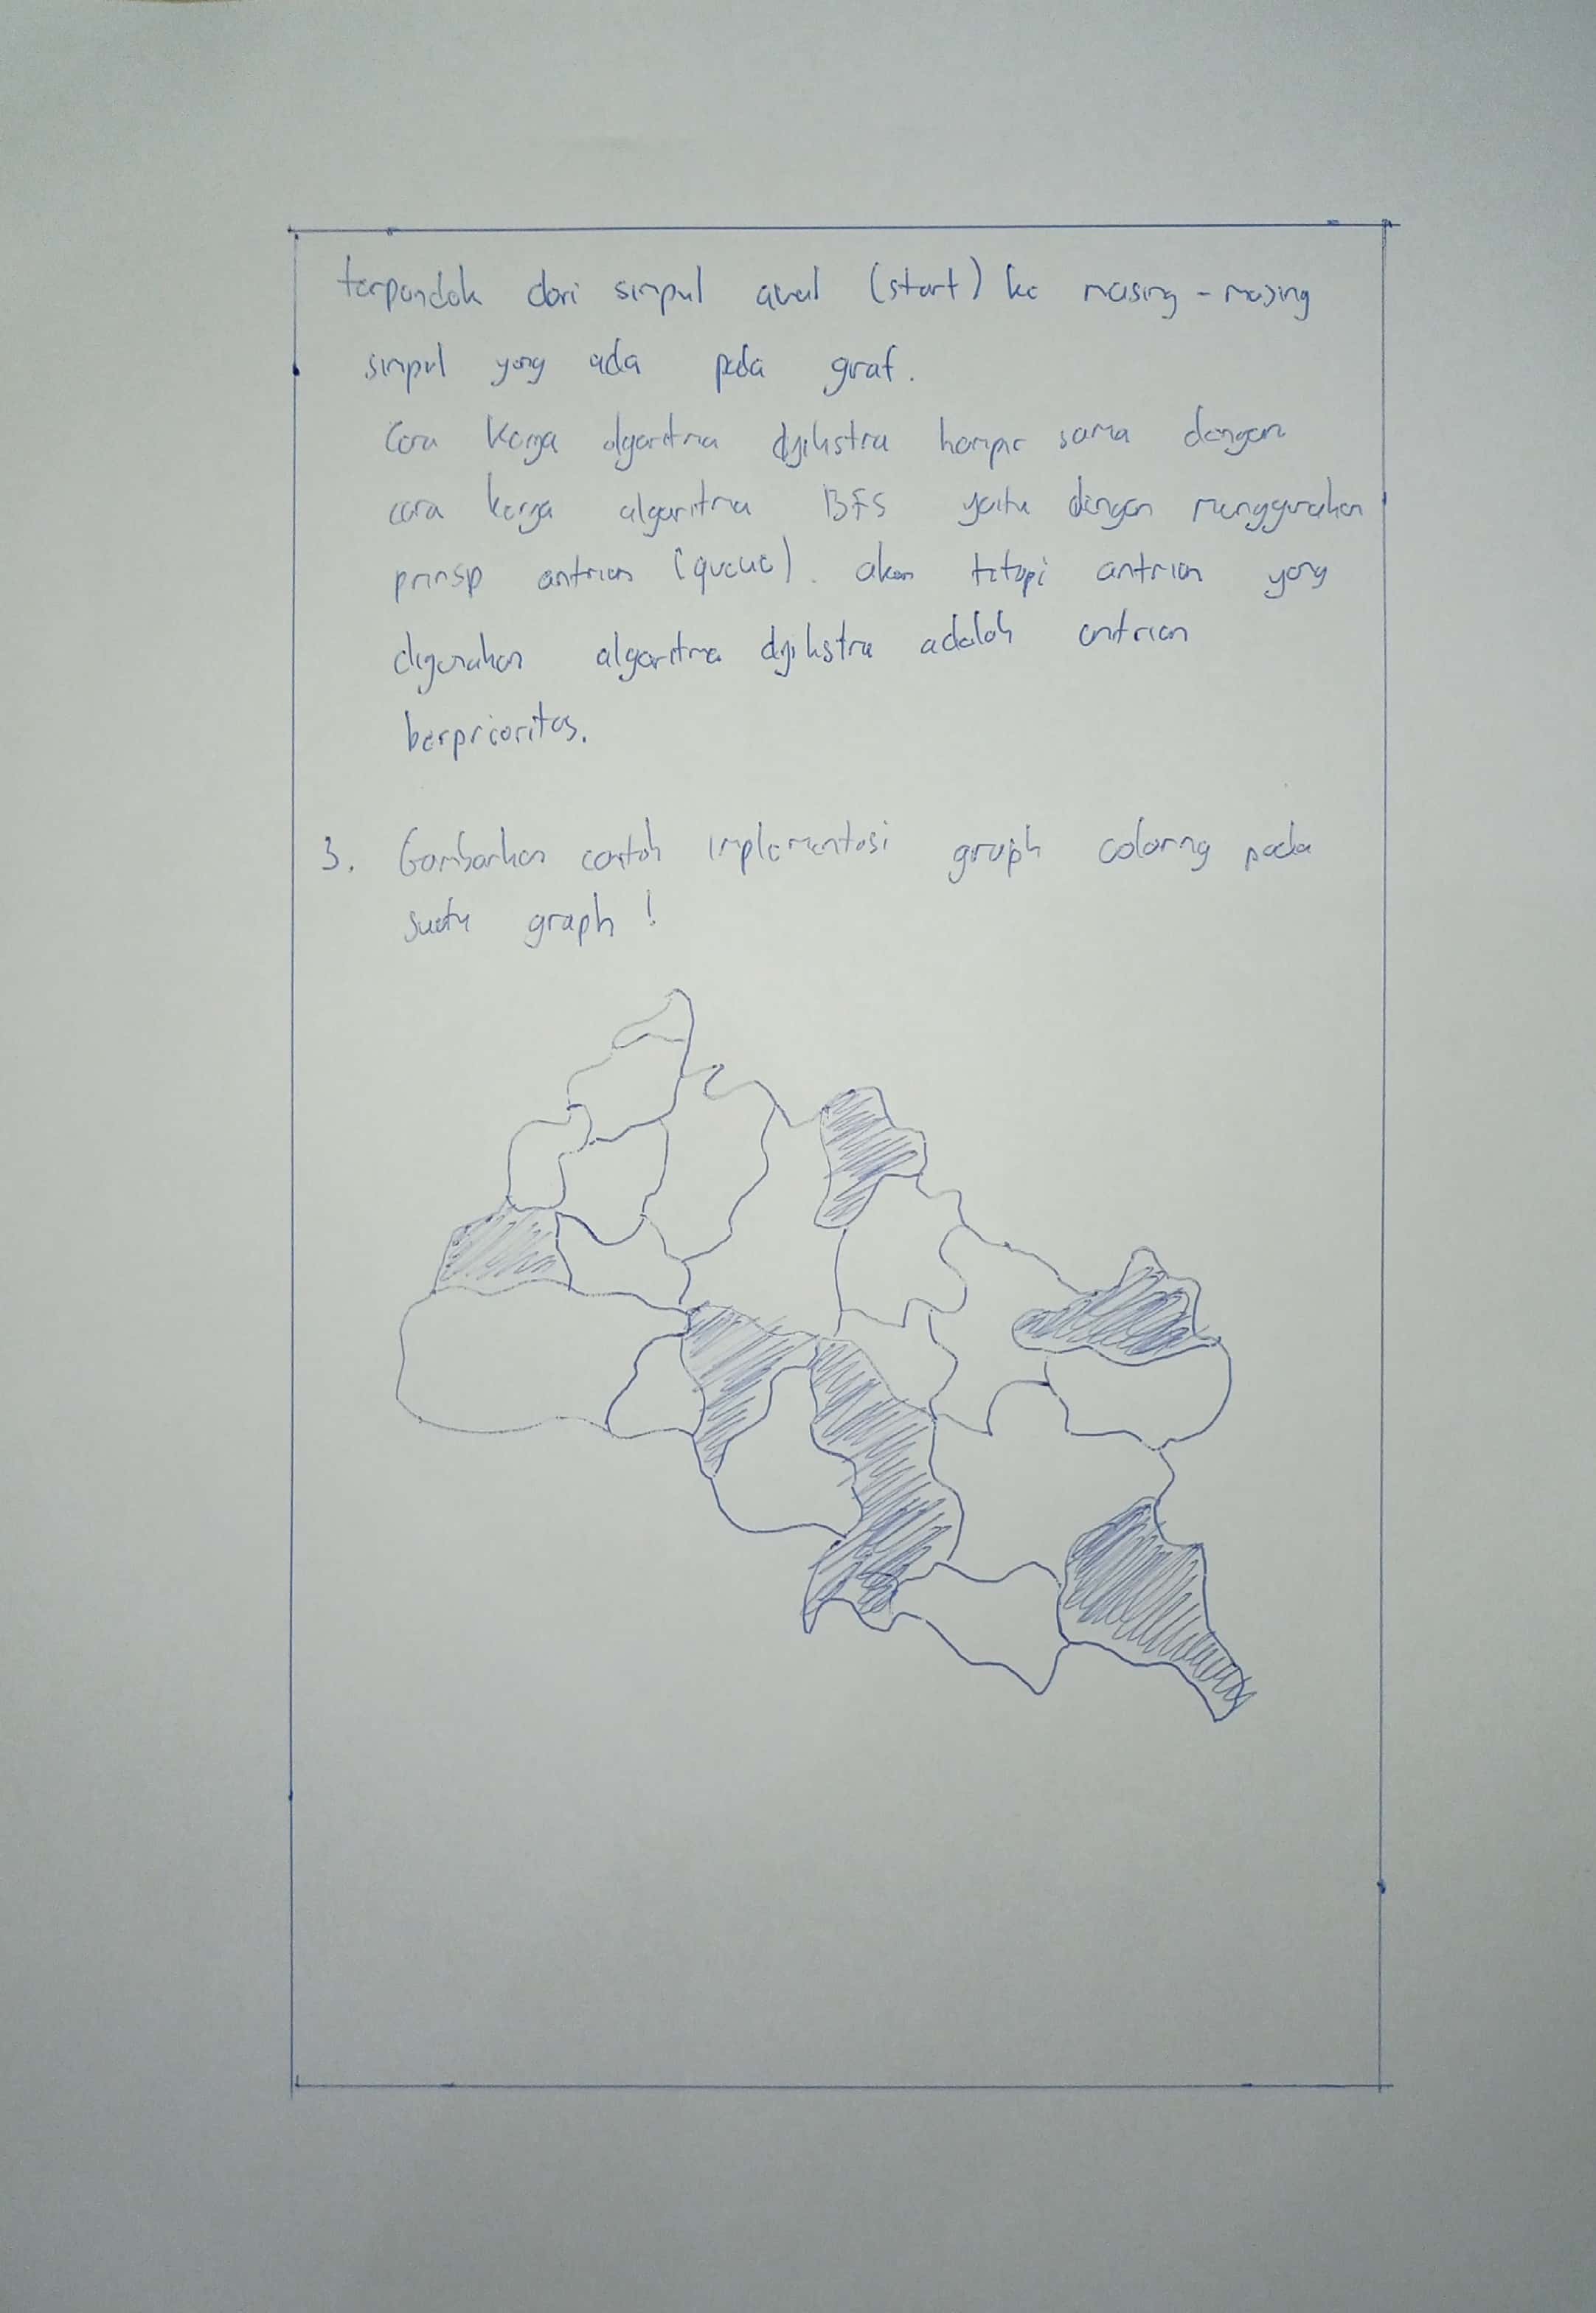 terpendek dari simpul awal (start) ke masing-masing
simpul yang ada pada graf.
Cara kerja algoritma dijikstra hampir sama dengan
cara kerja algoritma BFS yaitu dengan menggunakan
prinsip antrian (queue). akan tetapi antrian yang
digunakan algoritma dijikstra adalah antrian
berprioritas.
3. Gambarkan contoh implementasi graph coloring pada
suatu graph !